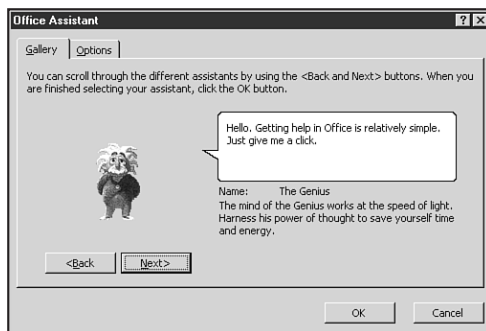 Office Assistant
Gallery
Options
You can scroll through the different assistants by using the <Back and Next> buttons. When you
are finished selecting your assistant, click the OK button.
Hello. Getting help in Office is relatively simple.
Just give me a click.
Name: The Genius
The mind of the Genius works at the speed of light.
Harness his power of thought to save yourself time
and energy.
<Back
Next>
OK
Cancel